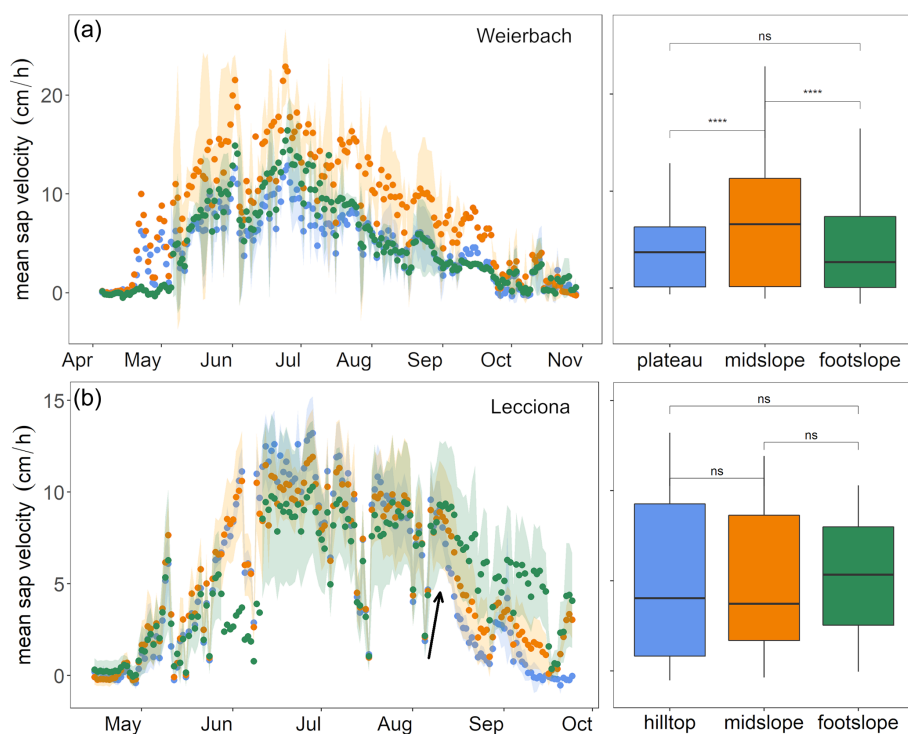 (a)
Weierbach
mean sap velocity (cm/h)
20
10
0
Apr May Jun Jul Aug Sep Oct Nov
ns
****
****
plateau midslope footslope
(b)
Lecciona
mean sap velocity (cm/h)
15
10
5
0
May Jun Jul Aug Sep Oct
ns
ns
ns
hilltop midslope footslope